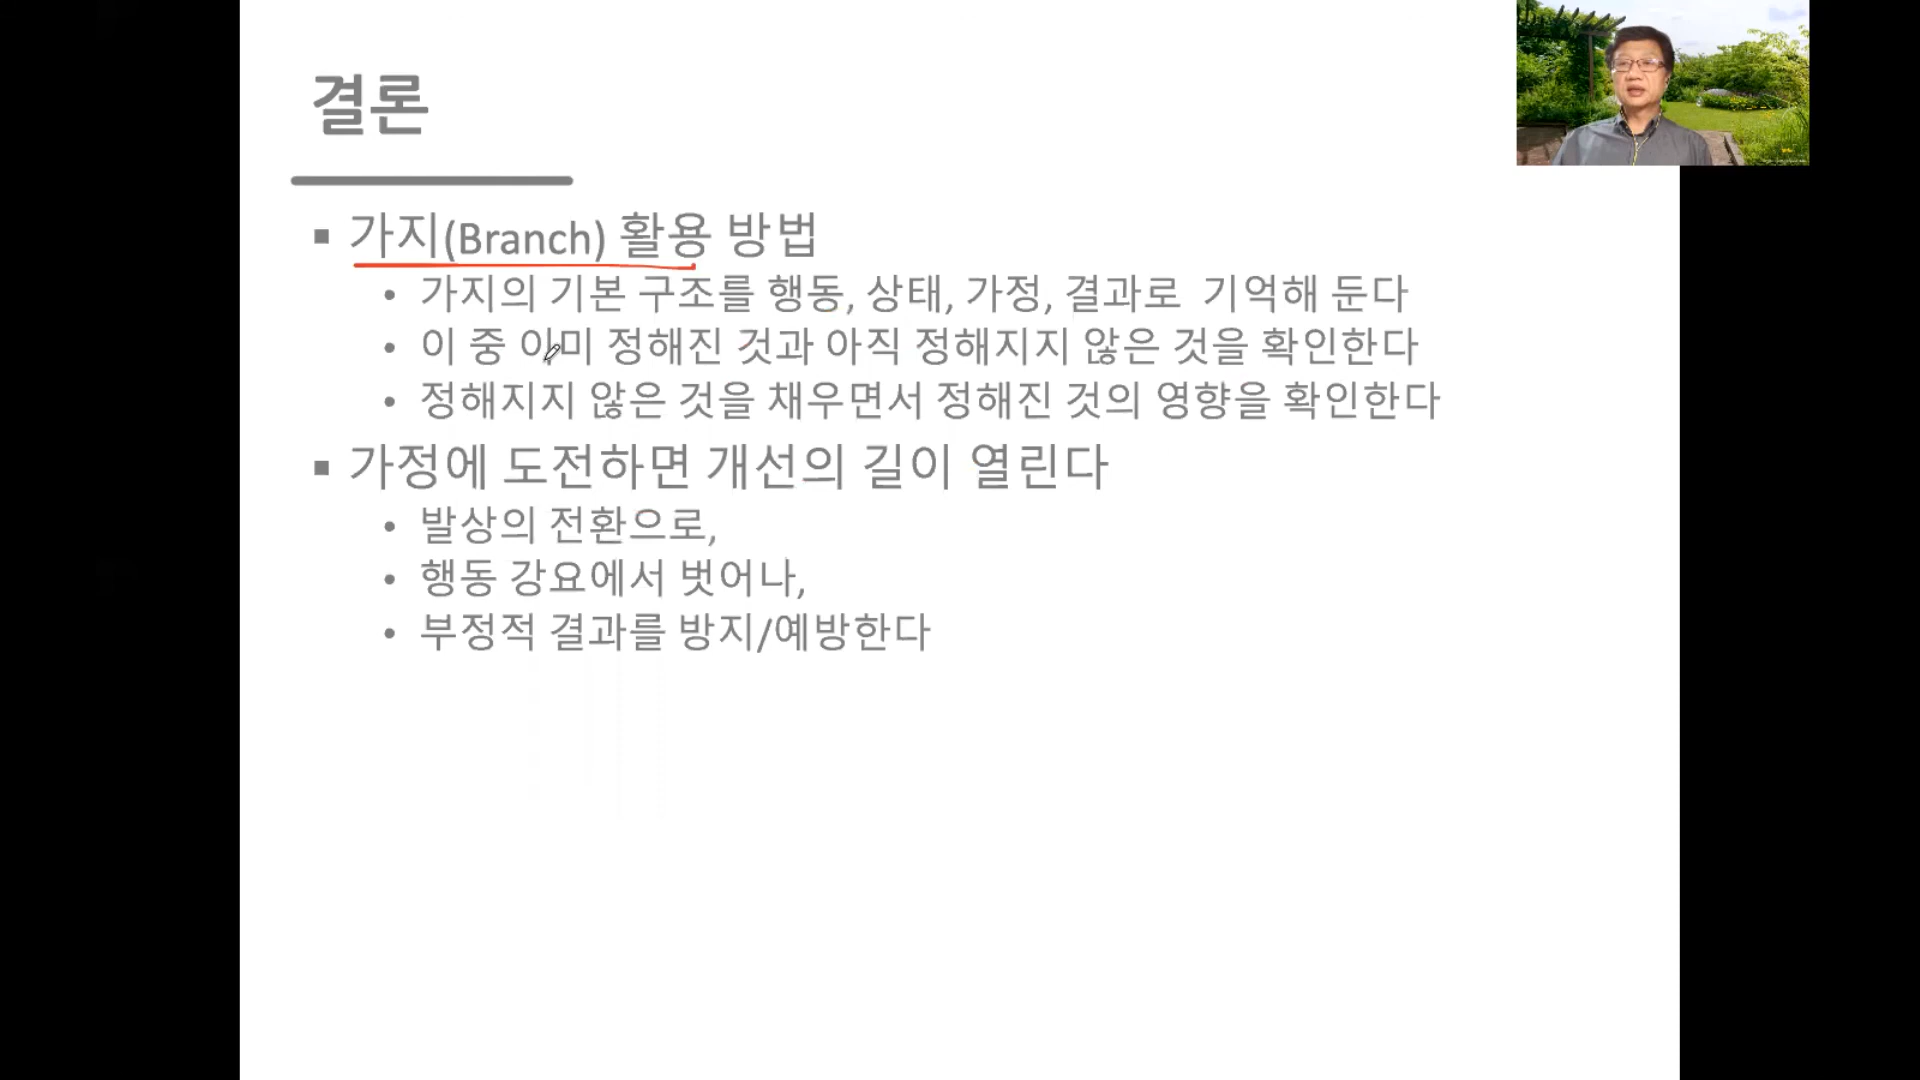 결론
▪ 가지(Branch) 활용 방법
• 가지의 기본 구조를 행동, 상태, 가정, 결과로 기억해 둔다
• 이 중 이미 정해진 것과 아직 정해지지 않은 것을 확인한다
• 정해지지 않은 것을 채우면서 정해진 것의 영향을 확인한다
▪ 가정에 도전하면 개선의 길이 열린다
• 발상의 전환으로,
• 행동 강요에서 벗어나,
• 부정적 결과를 방지/예방한다